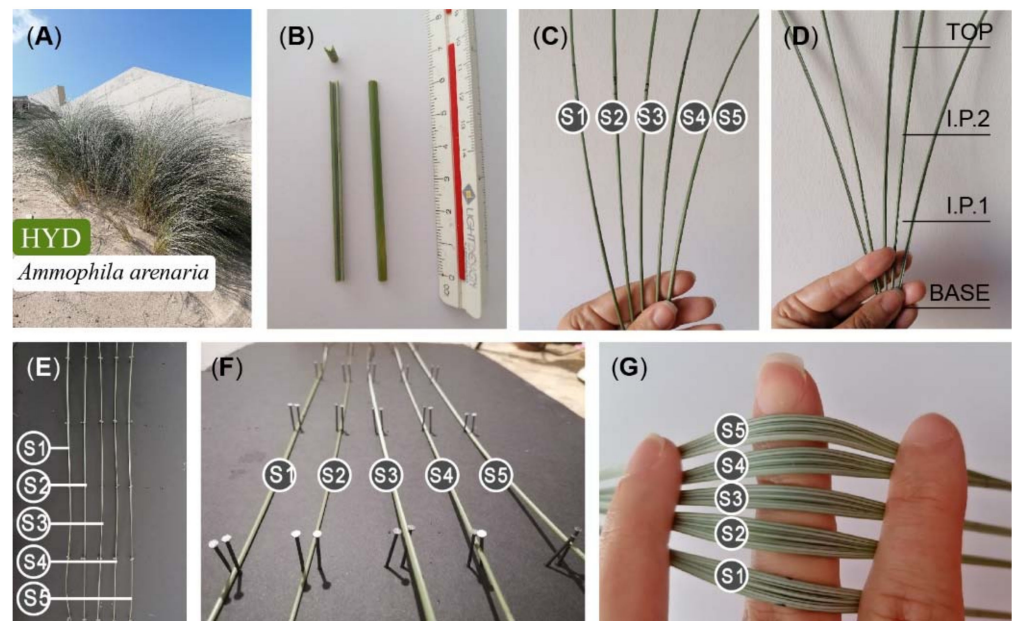 (A)
HYD
Ammophila arenaria
(B)
(C)
S1 S2 S3 S4 S5
(D)
TOP
I.P.2
I.P.1
BASE
(E)
S1
S2
S3
S4
S5
(F)
S1 S2 S3 S4 S5
(G)
S5
S4
S3
S2
S1